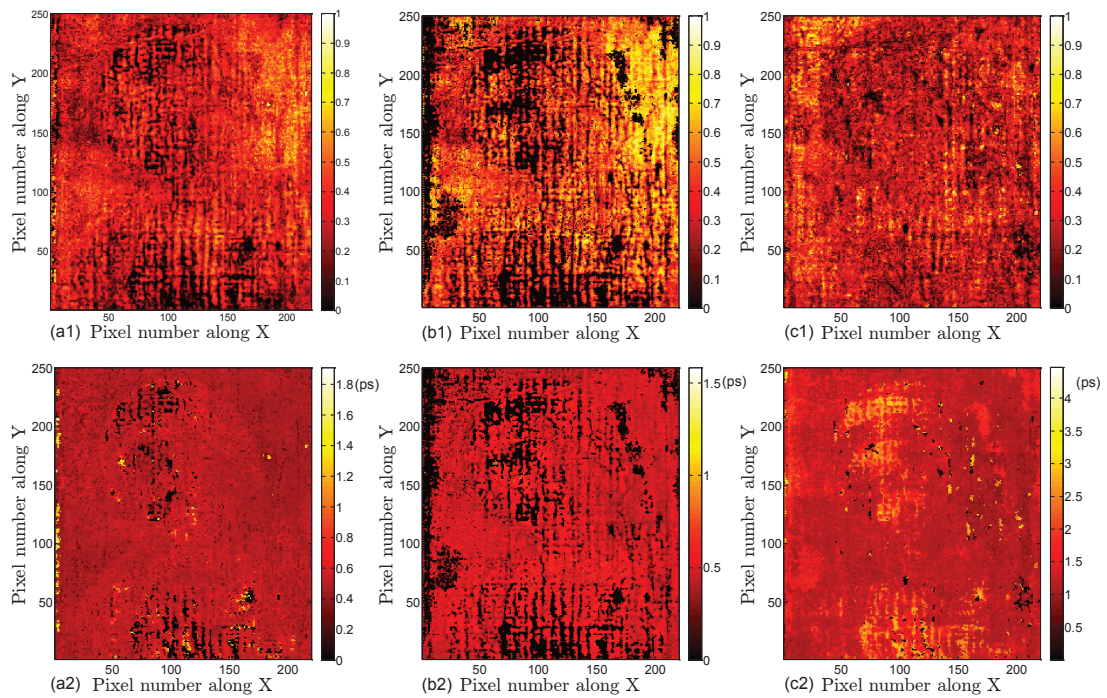 250 200 150 100 50 50 100 150 200 1 0.9 0.8 0.7 0.6 0.5 0.4 0.3 0.2 0.1 0
Pixel number along Y
(a1) Pixel number along X
250 200 150 100 50 50 100 150 200 1 0.9 0.8 0.7 0.6 0.5 0.4 0.3 0.2 0.1 0
Pixel number along Y
(b1) Pixel number along X
250 200 150 100 50 50 100 150 200 1 0.9 0.8 0.7 0.6 0.5 0.4 0.3 0.2 0.1 0
Pixel number along Y
(c1) Pixel number along X
250 200 150 100 50 50 100 150 200 1.8 (ps) 1.6 1.4 1.2 1 0.8 0.6 0.4 0.2 0
Pixel number along Y
(a2) Pixel number along X
250 200 150 100 50 50 100 150 200 1.5 (ps) 1 0.5 0
Pixel number along Y
(b2) Pixel number along X
250 200 150 100 50 50 100 150 200 (ps) 4 3.5 3 2.5 2 1.5 1 0.5
Pixel number along Y
(c2) Pixel number along X